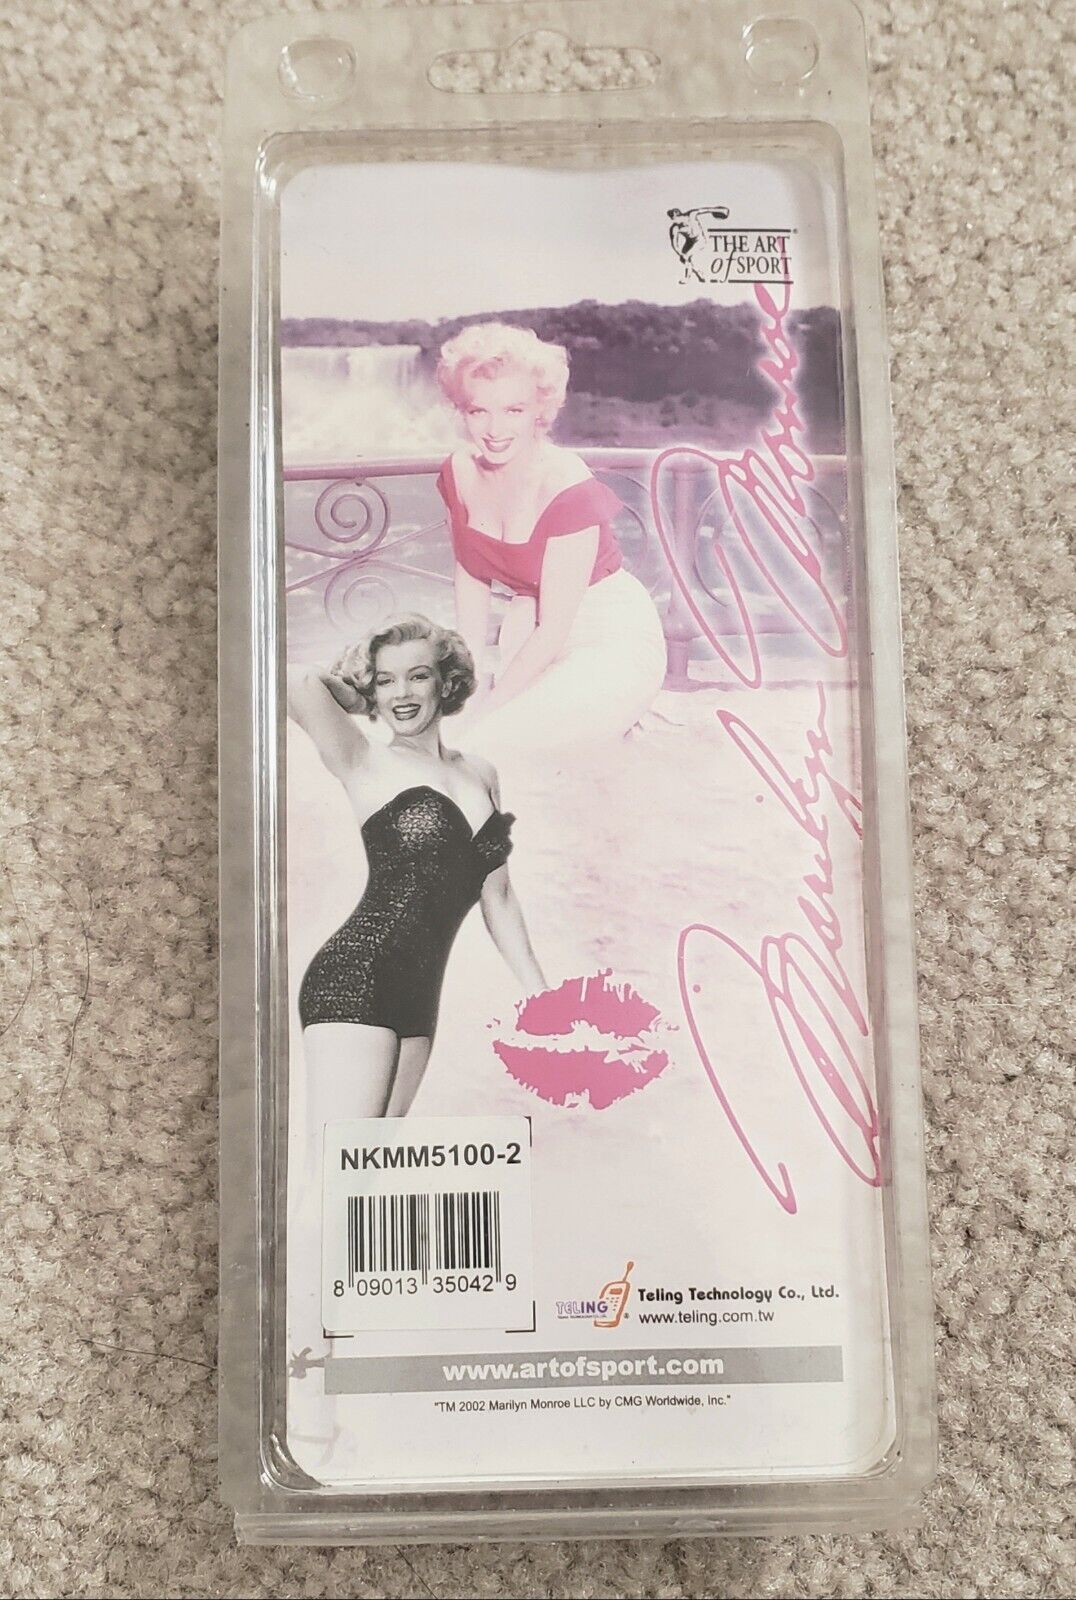 THE ART
of SPORT
Marilyn Monroe
NKMM5100-2
8 09013 35042 9
TELING
Teling Technology Co., Ltd.
www.teling.com.tw
www.artofsport.com
"TM 2002 Marilyn Monroe LLC by CMG Worldwide, Inc."